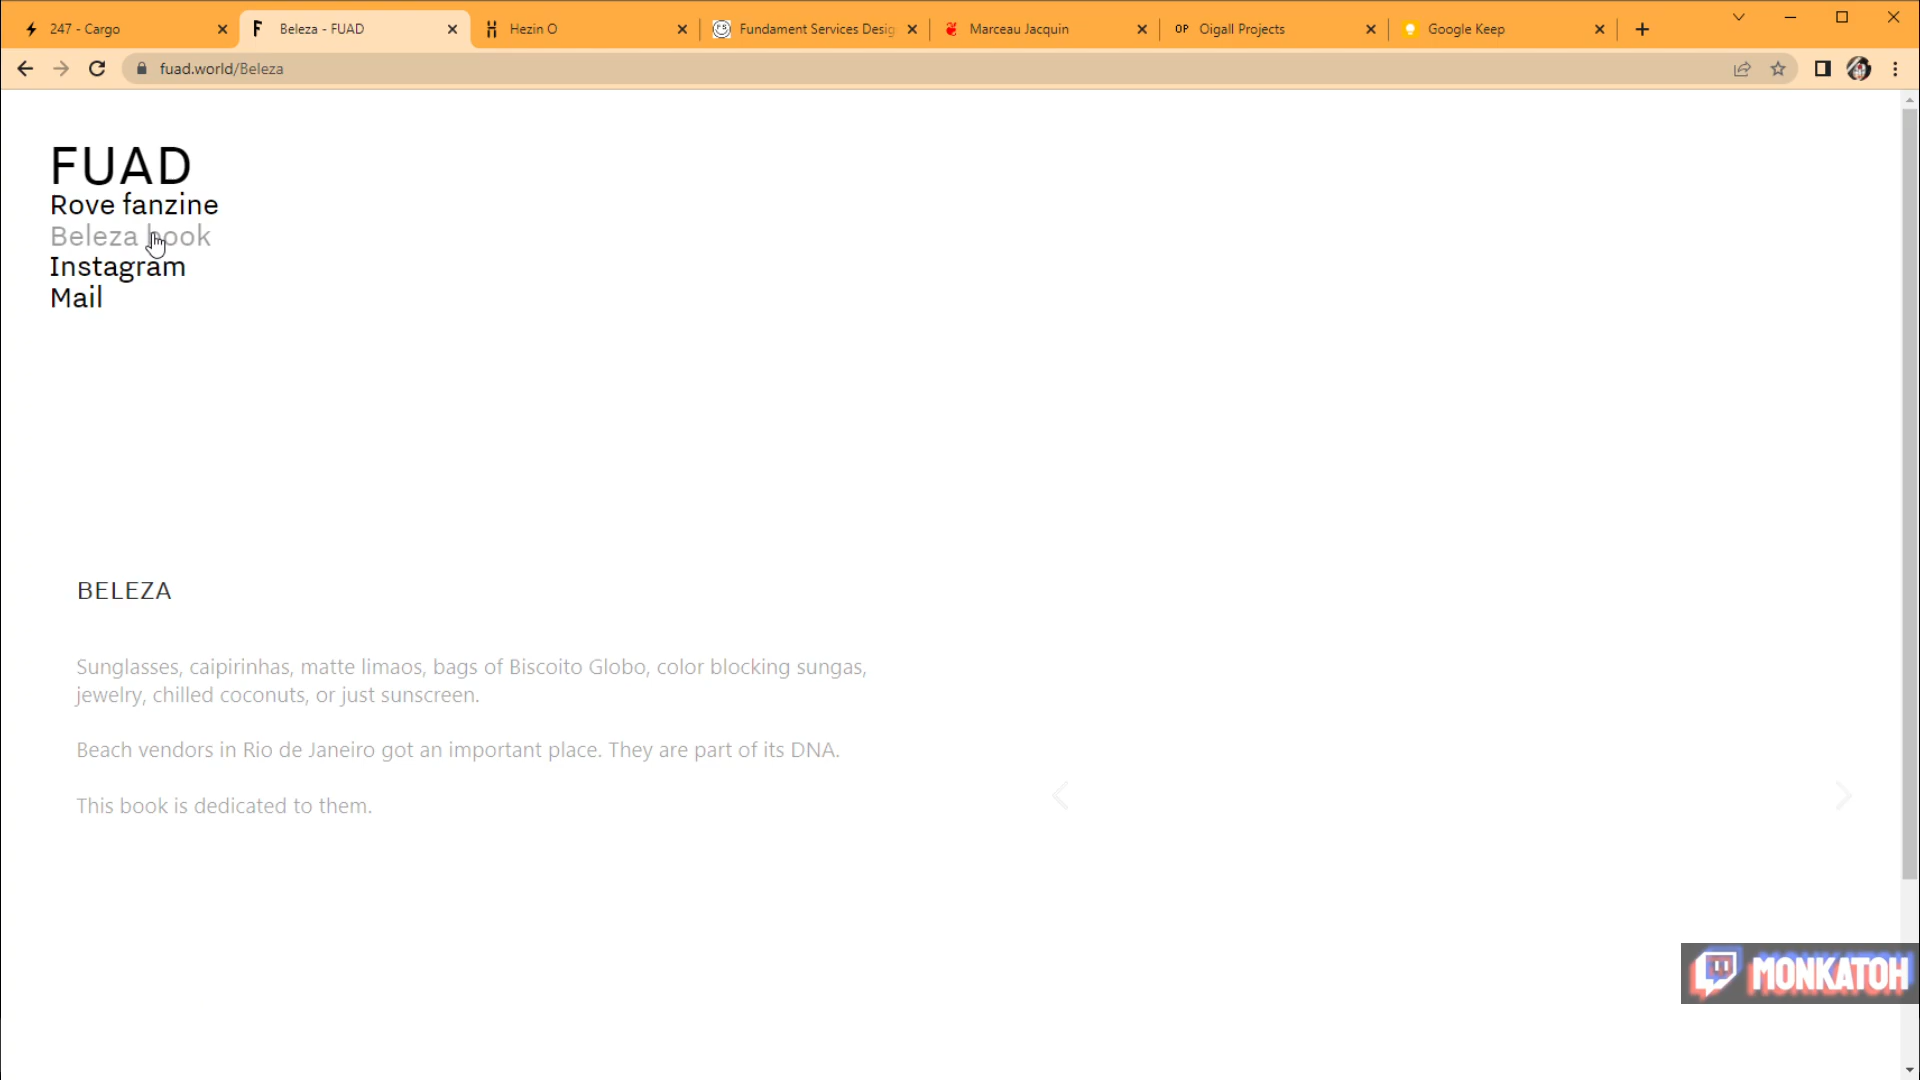 247 - Cargo
Beleza - FUAD
Hezin O
Fundament Services Desig
Marceau Jacquin
OP Oigall Projects
Google Keep
fuad.world/Beleza
FUAD
Rove fanzine
Beleza book
Instagram
Mail
BELEZA
Sunglasses, caipirinhas, matte limaos, bags of Biscoito Globo, color blocking sungas,
jewelry, chilled coconuts, or just sunscreen.
Beach vendors in Rio de Janeiro got an important place. They are part of its DNA.
This book is dedicated to them.
MONKATOH